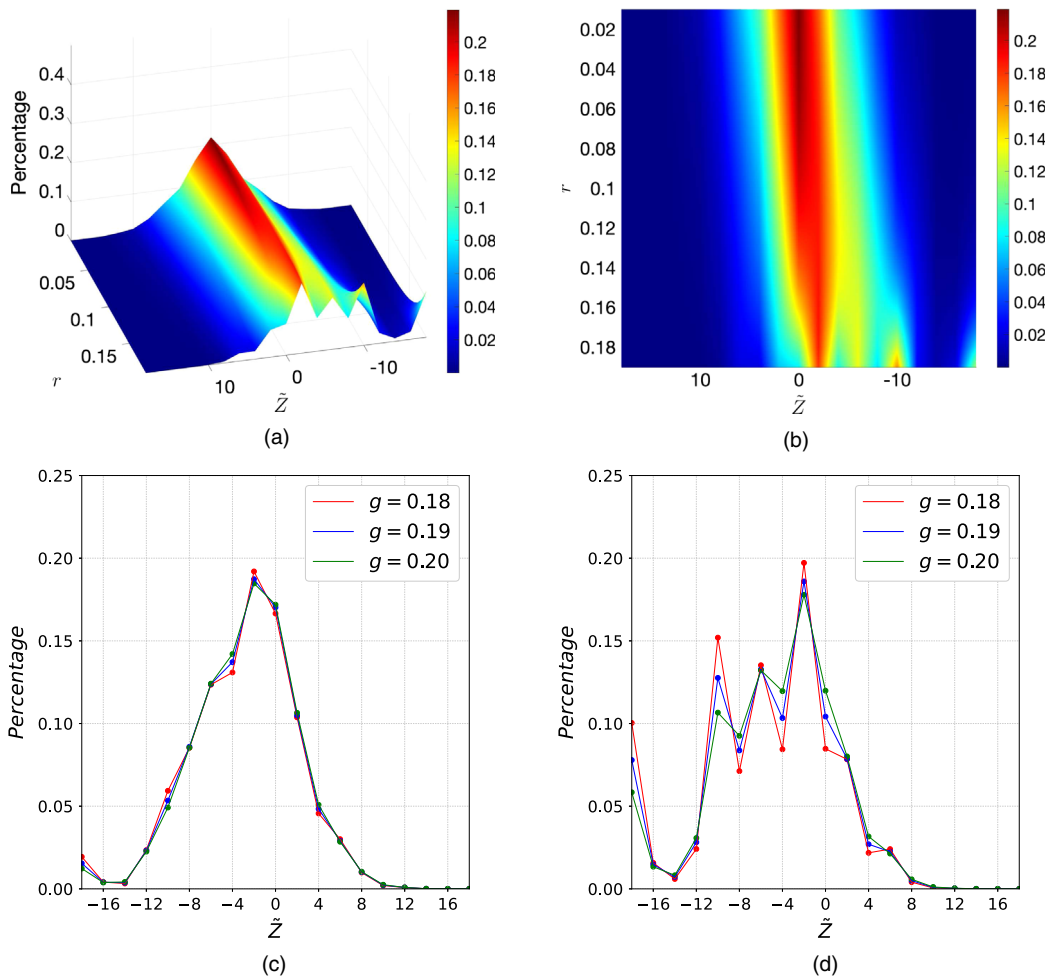 0.4
0.3
0.2
0.1
0
Percentage
0.05
0.1
0.15
r
10
0
-10
Z̃
0.2
0.18
0.16
0.14
0.12
0.10
0.08
0.06
0.04
0.02
(a)
0.02
0.04
0.06
0.08
0.1
0.12
0.14
0.16
0.18
r
10
0
-10
Z̃
0.2
0.18
0.16
0.14
0.12
0.10
0.08
0.06
0.04
0.02
(b)
0.25
0.20
0.15
0.10
0.05
0.00
Percentage
g = 0.18
g = 0.19
g = 0.20
−16 −12 −8 −4 0 4 8 12 16
Z̃
(c)
0.25
0.20
0.15
0.10
0.05
0.00
Percentage
g = 0.18
g = 0.19
g = 0.20
−16 −12 −8 −4 0 4 8 12 16
Z̃
(d)